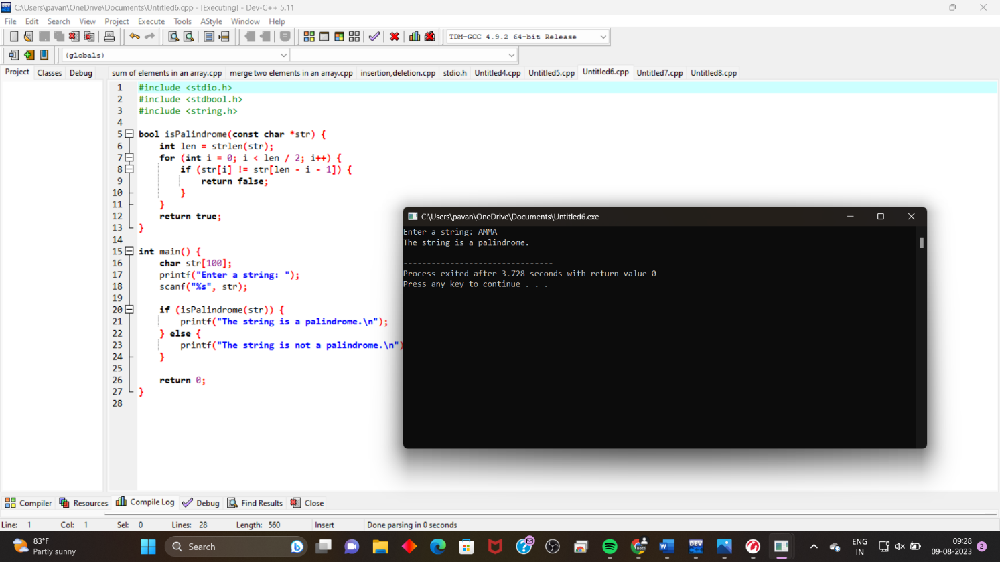 C:\Users\pavan\OneDrive\Documents\Untitled6.cpp - [Executing] - Dev-C++ 5.11
File Edit Search View Project Execute Tools AStyle Window Help
TDM-GCC 4.9.2 64-bit Release
(globals)
Project Classes Debug
sum of elements in an array.cpp merge two elements in an array.cpp insertion,deletion.cpp stdio.h Untitled4.cpp Untitled5.cpp Untitled6.cpp Untitled7.cpp Untitled8.cpp
1 #include <stdio.h>
2 #include <stdbool.h>
3 #include <string.h>
4
5 bool isPalindrome(const char *str) {
6 int len = strlen(str);
7 for (int i = 0; i < len / 2; i++) {
8 if (str[i] != str[len - i - 1]) {
9 return false;
10 }
11 }
12 return true;
13 }
14
15 int main() {
16 char str[100];
17 printf("Enter a string: ");
18 scanf("%s", str);
19
20 if (isPalindrome(str)) {
21 printf("The string is a palindrome.\n");
22 } else {
23 printf("The string is not a palindrome.\n")
24 }
25
26 return 0;
27 }
28
C:\Users\pavan\OneDrive\Documents\Untitled6.exe
Enter a string: AMMA
The string is a palindrome.
--------------------------------
Process exited after 3.728 seconds with return value 0
Press any key to continue . . .
Compiler Resources Compile Log Debug Find Results Close
Line: 1 Col: 1 Sel: 0 Lines: 28 Length: 560 Insert Done parsing in 0 seconds
83°F
Partly sunny
Search
Beta
DEV
ENG
IN
09:28
09-08-2023
2